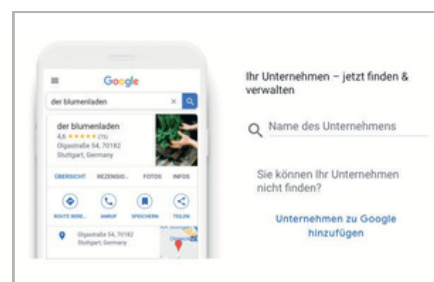 Google
der blumenladen
der blumenladen
4,6 ★★★★★ (75)
Olgastraße 54, 70182
Stuttgart, Germany
ÜBERSICHT REZENSIO... FOTOS INFOS
ROUTE BERE... ANRUF SPEICHERN TEILEN
Olgastraße 54, 70182
Stuttgart, Germany
Ihr Unternehmen – jetzt finden &
verwalten
Name des Unternehmens
Sie können Ihr Unternehmen
nicht finden?
Unternehmen zu Google
hinzufügen